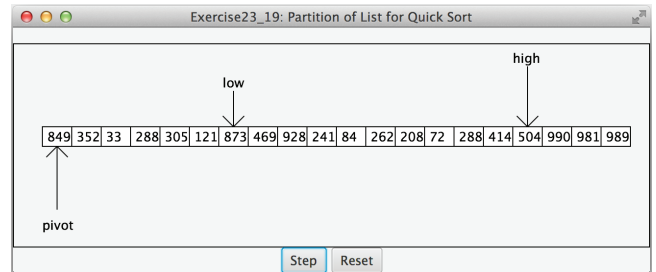 Exercise23_19: Partition of List for Quick Sort
high
low
849 352 33 288 305 121 873 469 928 241 84 262 208 72 288 414 504 990 981 989
pivot
Step Reset